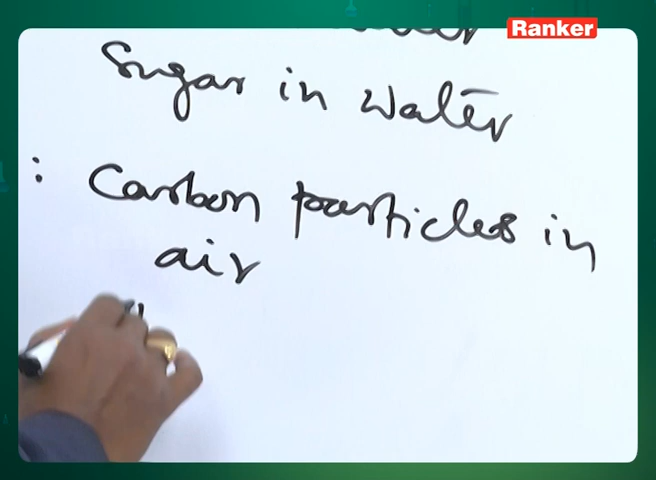 Ranker
Sugar in Water
: Carbon particles in
air